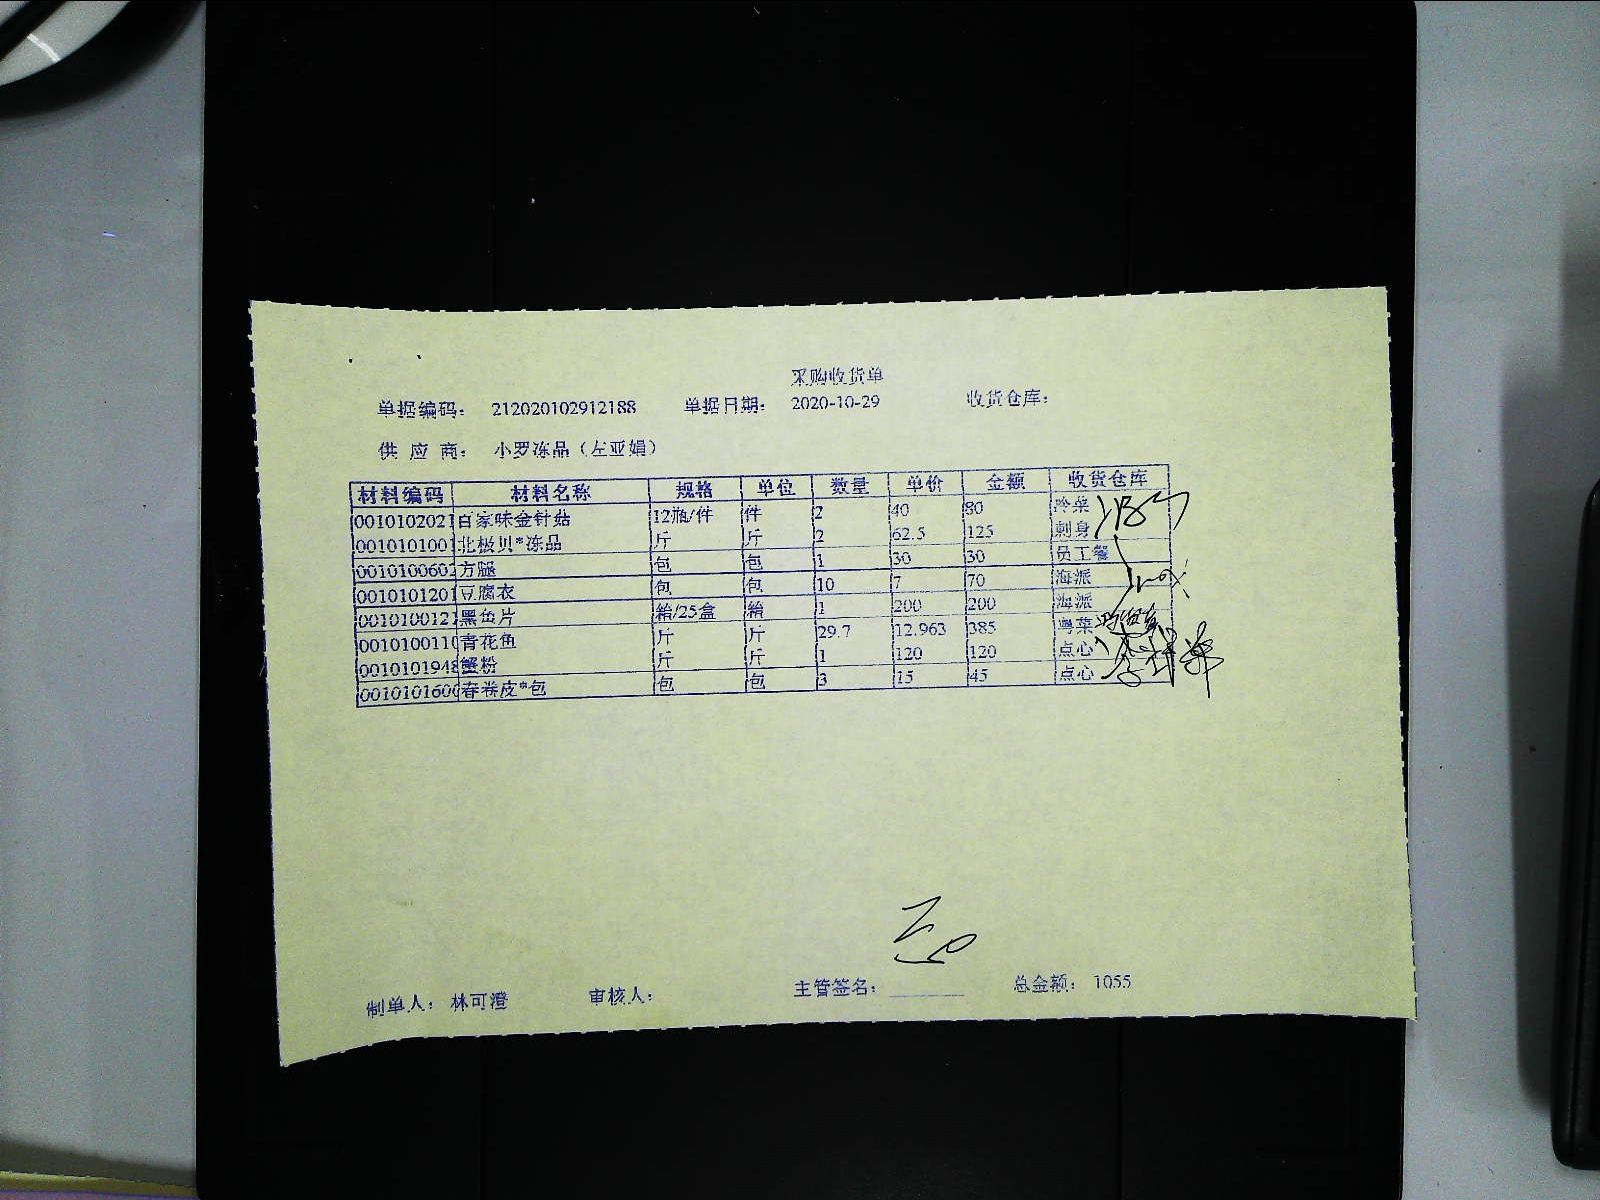 采购收货单
单据编码： 212020102912188 单据日期： 2020-10-29 收货仓库：
供 应 商： 小罗冻品（左亚娟）
材料编码 材料名称 规格 单位 数量 单价 金额 收货仓库
0010102021 百家味金针菇 12瓶/件 件 2 40 80 冷菜
0010101001 北极贝*冻品 斤 斤 2 62.5 125 刺身
0010100602 方腿 包 包 1 30 30 员工餐
0010101201 豆腐衣 包 包 10 7 70 海派
0010100121 黑鱼片 箱/25盒 箱 1 200 200 海派
0010100110 青花鱼 斤 斤 29.7 12.963 385 粤菜
0010101948 蟹粉 斤 斤 1 120 120 点心
0010101600 春卷皮*包 包 包 3 15 45 点心
制单人： 林可澄 审核人： 主管签名： 总金额： 1055